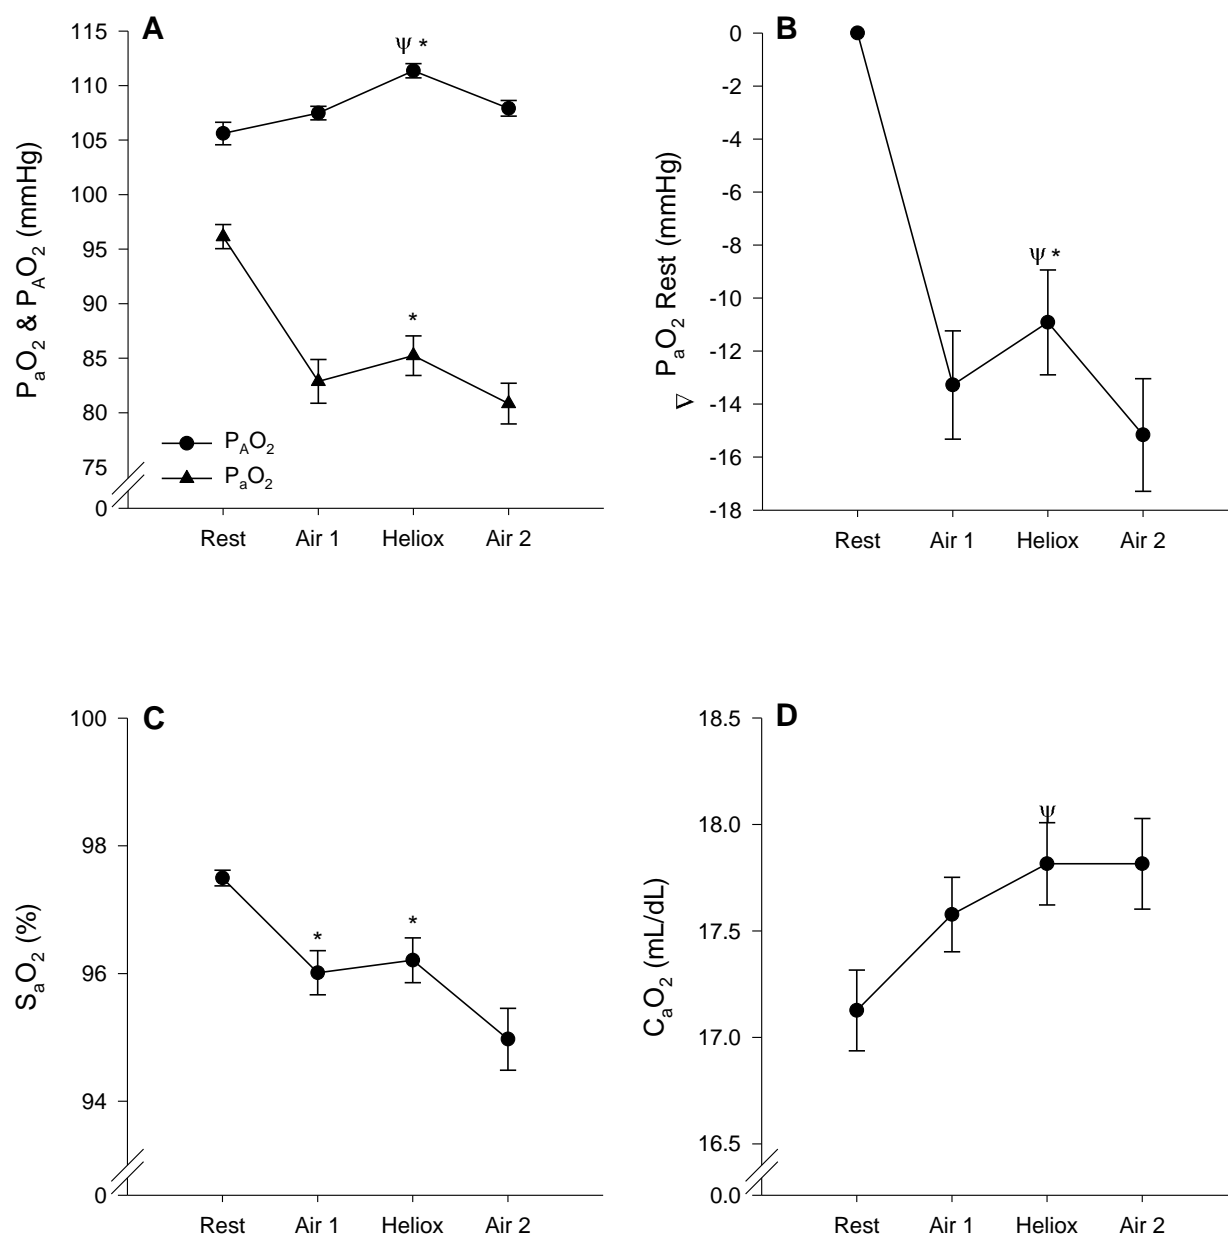 A
115
110
105
100
95
90
85
80
75
0
PaO2 & PAO2 (mmHg)
ψ *
*
PAO2
PaO2
Rest Air 1 Heliox Air 2
B
0
-2
-4
-6
-8
-10
-12
-14
-16
-18
∇ PaO2 Rest (mmHg)
ψ *
Rest Air 1 Heliox Air 2
C
100
98
96
94
0
SaO2 (%)
* *
Rest Air 1 Heliox Air 2
D
18.5
18.0
17.5
17.0
16.5
0.0
CaO2 (mL/dL)
ψ
Rest Air 1 Heliox Air 2